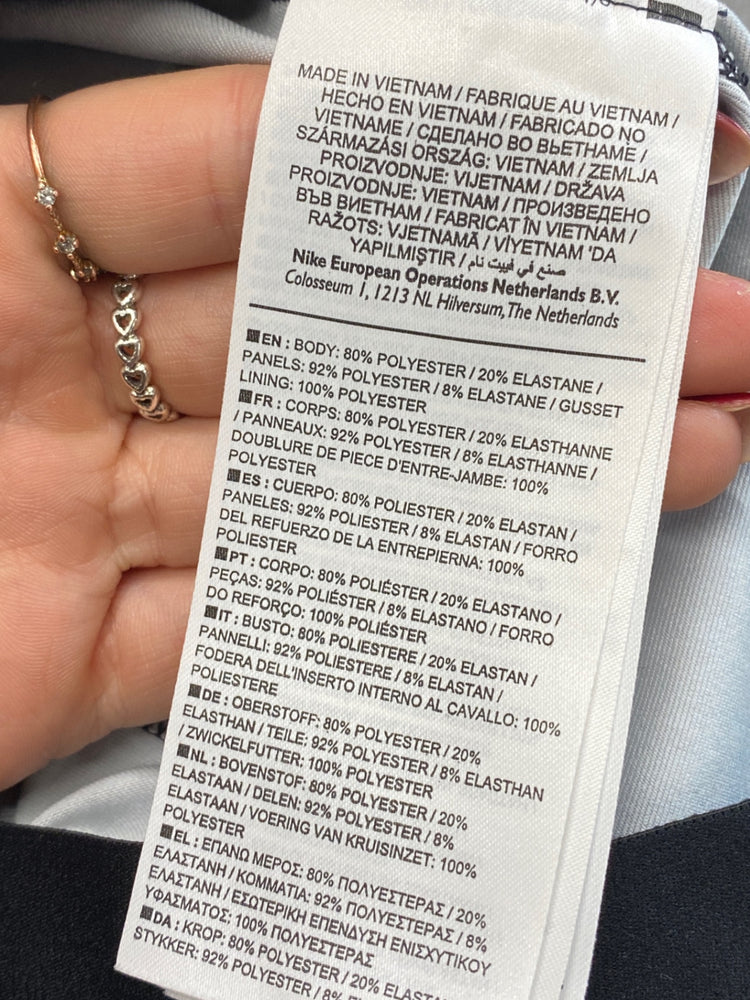 MADE IN VIETNAM / FABRIQUE AU VIETNAM /
HECHO EN VIETNAM / FABRICADO NO
VIETNAME / СДЕЛАНО ВО ВЬЕТНАМЕ /
SZÁRMAZÁSI ORSZÁG: VIETNAM / ZEMLJA
PROIZVODNJE: VIJETNAM / DRŽAVA
PROIZVODNJE: VIETNAM / ПРОИЗВЕДЕНО
ВЪВ ВИЕТНАМ / FABRICAT ÎN VIETNAM /
RAŽOTS: VJETNAMĀ / VİYETNAM 'DA
YAPILMIŞTIR / صنع في فييت نام
Nike European Operations Netherlands B.V.
Colosseum 1, 1213 NL Hilversum, The Netherlands
EN : BODY: 80% POLYESTER / 20% ELASTANE /
PANELS: 92% POLYESTER / 8% ELASTANE / GUSSET
LINING: 100% POLYESTER
FR : CORPS: 80% POLYESTER / 20% ELASTHANNE
/ PANNEAUX: 92% POLYESTER / 8% ELASTHANNE /
DOUBLURE DE PIECE D'ENTRE-JAMBE: 100%
POLYESTER
ES : CUERPO: 80% POLIESTER / 20% ELASTAN /
PANELES: 92% POLIESTER / 8% ELASTAN / FORRO
DEL REFUERZO DE LA ENTREPIERNA: 100%
POLIESTER
PT : CORPO: 80% POLIÉSTER / 20% ELASTANO /
PEÇAS: 92% POLIÉSTER / 8% ELASTANO / FORRO
DO REFORÇO: 100% POLIÉSTER
IT : BUSTO: 80% POLIESTERE / 20% ELASTAN /
PANNELLI: 92% POLIESTERE / 8% ELASTAN /
FODERA DELL'INSERTO INTERNO AL CAVALLO: 100%
POLIESTERE
DE : OBERSTOFF: 80% POLYESTER / 20%
ELASTHAN / TEILE: 92% POLYESTER / 8% ELASTHAN
/ ZWICKELFUTTER: 100% POLYESTER
NL : BOVENSTOF: 80% POLYESTER / 20%
ELASTAAN / DELEN: 92% POLYESTER / 8%
ELASTAAN / VOERING VAN KRUISINZET: 100%
POLYESTER
EL : ΕΠΑΝΩ ΜΕΡΟΣ: 80% ΠΟΛΥΕΣΤΕΡΑΣ / 20%
ΕΛΑΣΤΑΝΗ / ΚΟΜΜΑΤΙΑ: 92% ΠΟΛΥΕΣΤΕΡΑΣ / 8%
ΕΛΑΣΤΑΝΗ / ΕΣΩΤΕΡΙΚΗ ΕΠΕΝΔΥΣΗ ΕΝΙΣΧΥΤΙΚΟΥ
ΥΦΑΣΜΑΤΟΣ: 100% ΠΟΛΥΕΣΤΕΡΑΣ
DA : KROP: 80% POLYESTER / 20% ELASTAN
STYKKER: 92% POLYESTER / 8%